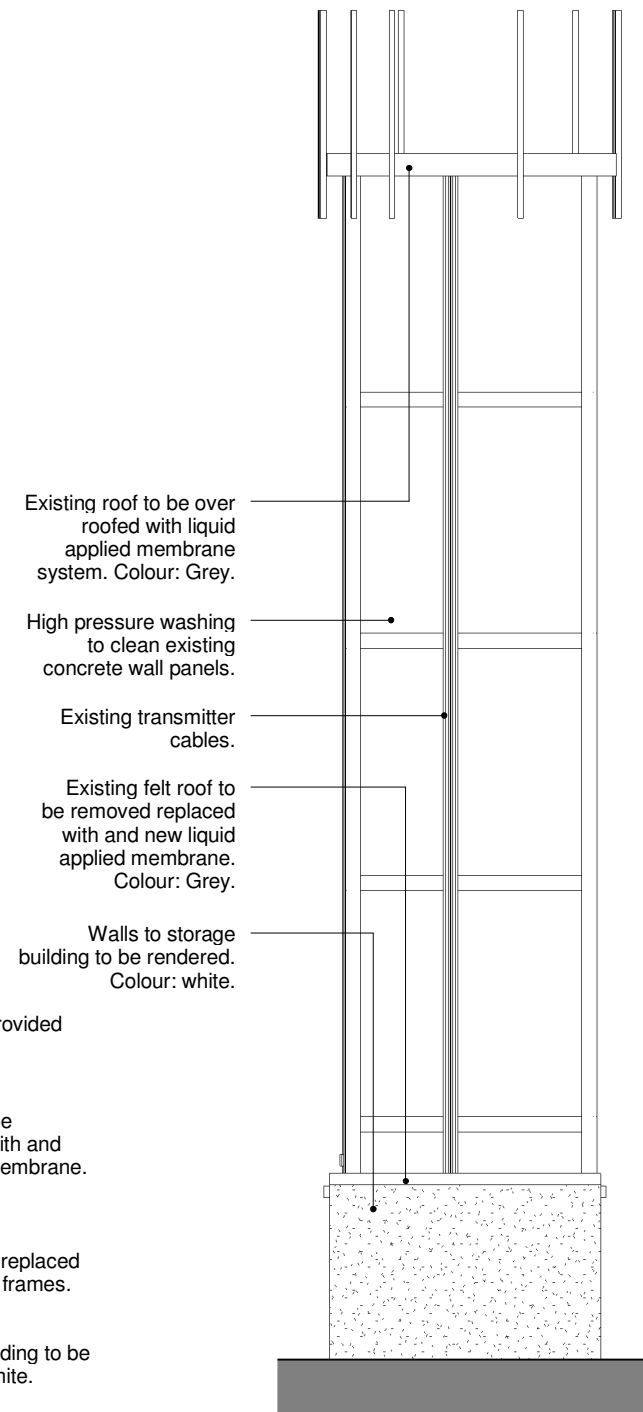 Existing roof to be over
roofed with liquid
applied membrane
system. Colour: Grey.
High pressure washing
to clean existing
concrete wall panels.
Existing transmitter
cables.
Existing felt roof to
be removed replaced
with and new liquid
applied membrane.
Colour: Grey.
Walls to storage
building to be rendered.
Colour: white.
rovided
e
ith and
embrane.
replaced
frames.
ding to be
ite.